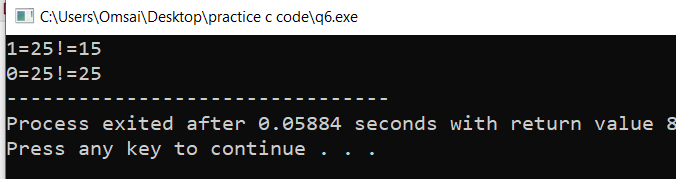 C:\Users\Omsai\Desktop\practice c code\q6.exe
1=25!=15
0=25!=25
--------------------------------
Process exited after 0.05884 seconds with return value 8
Press any key to continue . . .